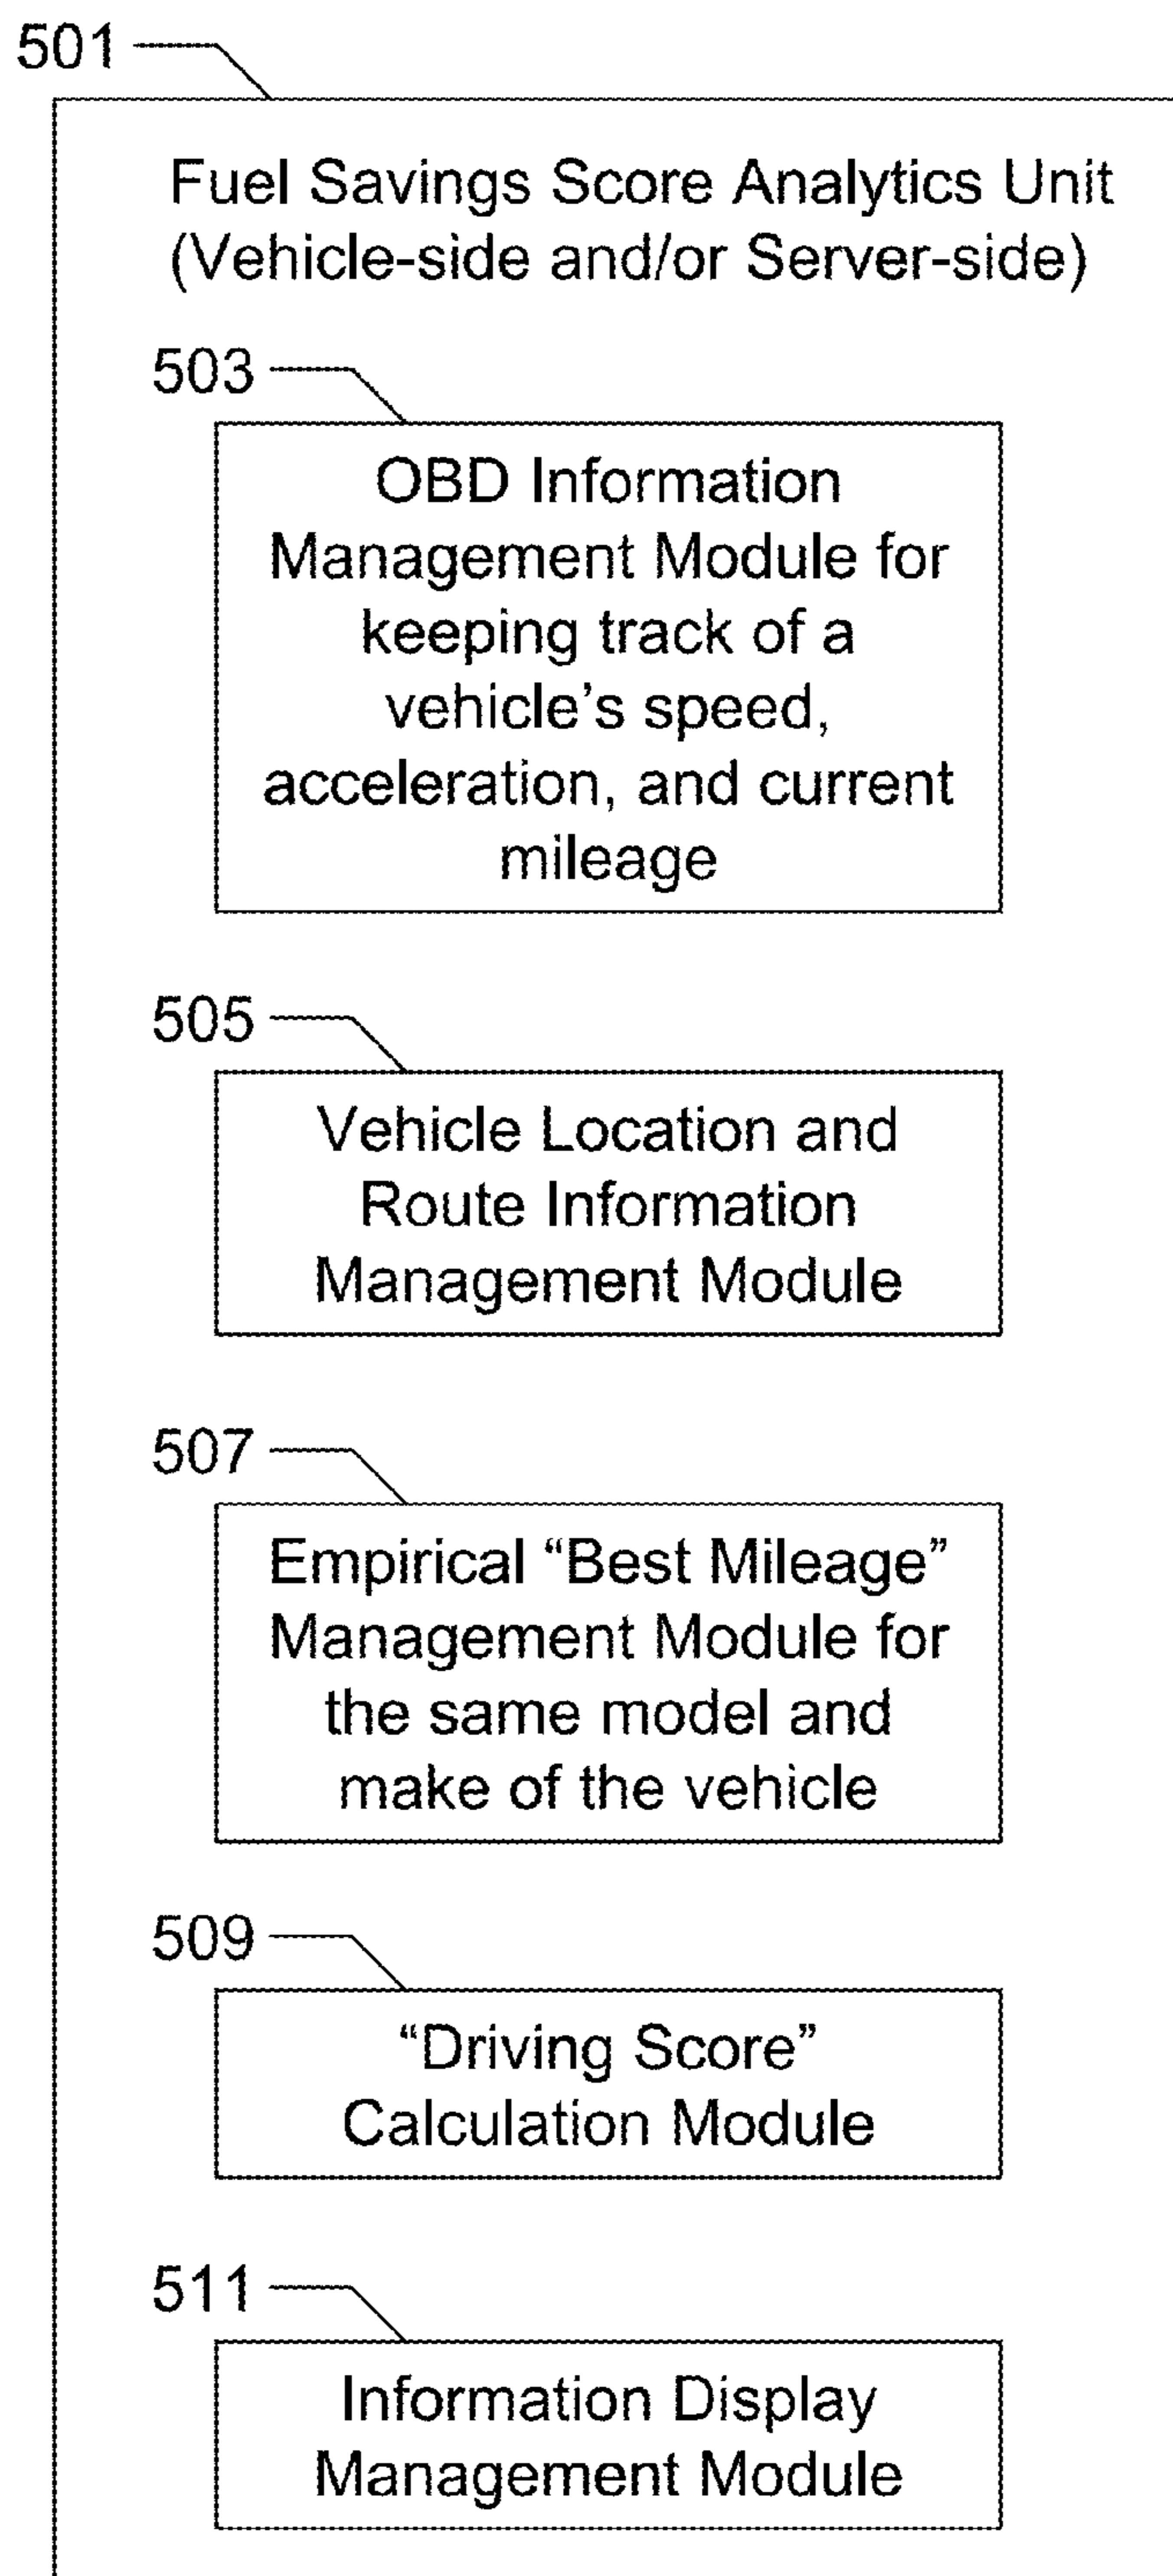 501
Fuel Savings Score Analytics Unit
(Vehicle-side and/or Server-side)
503
OBD Information
Management Module for
keeping track of a
vehicle’s speed,
acceleration, and current
mileage
505
Vehicle Location and
Route Information
Management Module
507
Empirical “Best Mileage”
Management Module for
the same model and
make of the vehicle
509
“Driving Score”
Calculation Module
511
Information Display
Management Module